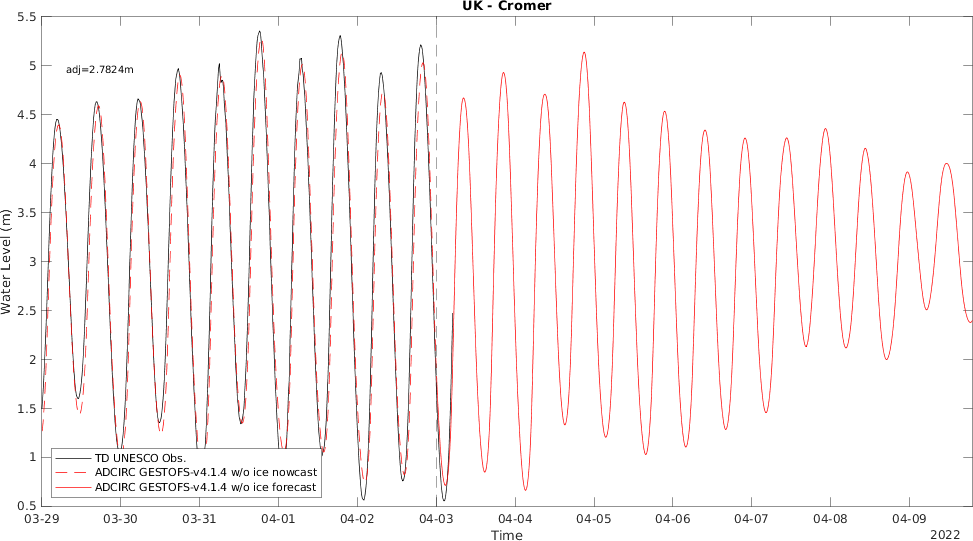 UK - Cromer
adj=2.7824m
5.5
5
4.5
4
3.5
3
2.5
2
1.5
1
0.5
Water Level (m)
TD UNESCO Obs.
ADCIRC GESTOFS-v4.1.4 w/o ice nowcast
ADCIRC GESTOFS-v4.1.4 w/o ice forecast
03-29 03-30 03-31 04-01 04-02 04-03 04-04 04-05 04-06 04-07 04-08 04-09
Time
2022